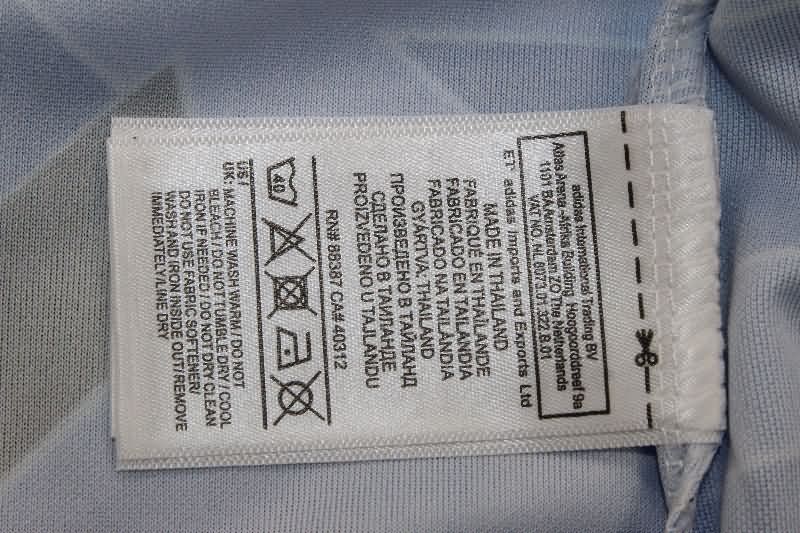 adidas International Trading BV
Atlas Arena -Afrika Building Hoogoorddreef 9a
1101 BA Amsterdam ZO The Netherlands
VAT NO. NL 8073.01.322.B.01
ET adidas Imports and Exports Ltd
MADE IN THAILAND
FABRIQUÉ EN THAÏLANDE
FABRICADO EN TAILANDIA
FABRICADO NA TAILÂNDIA
GYÁRTVA: THAILAND
ПРОИЗВЕДЕНО В ТАЙЛАНД
СДЕЛАНО В ТАИЛАНДЕ
PROIZVEDENO U TAJLANDU
RN# 88387 CA# 40312
40
US /
UK: MACHINE WASH WARM / DO NOT
BLEACH / DO NOT TUMBLE DRY / COOL
IRON IF NEEDED / DO NOT DRY CLEAN
DO NOT USE FABRIC SOFTENER/
WASH AND IRON INSIDE OUT/ REMOVE
IMMEDIATELY/LINE DRY